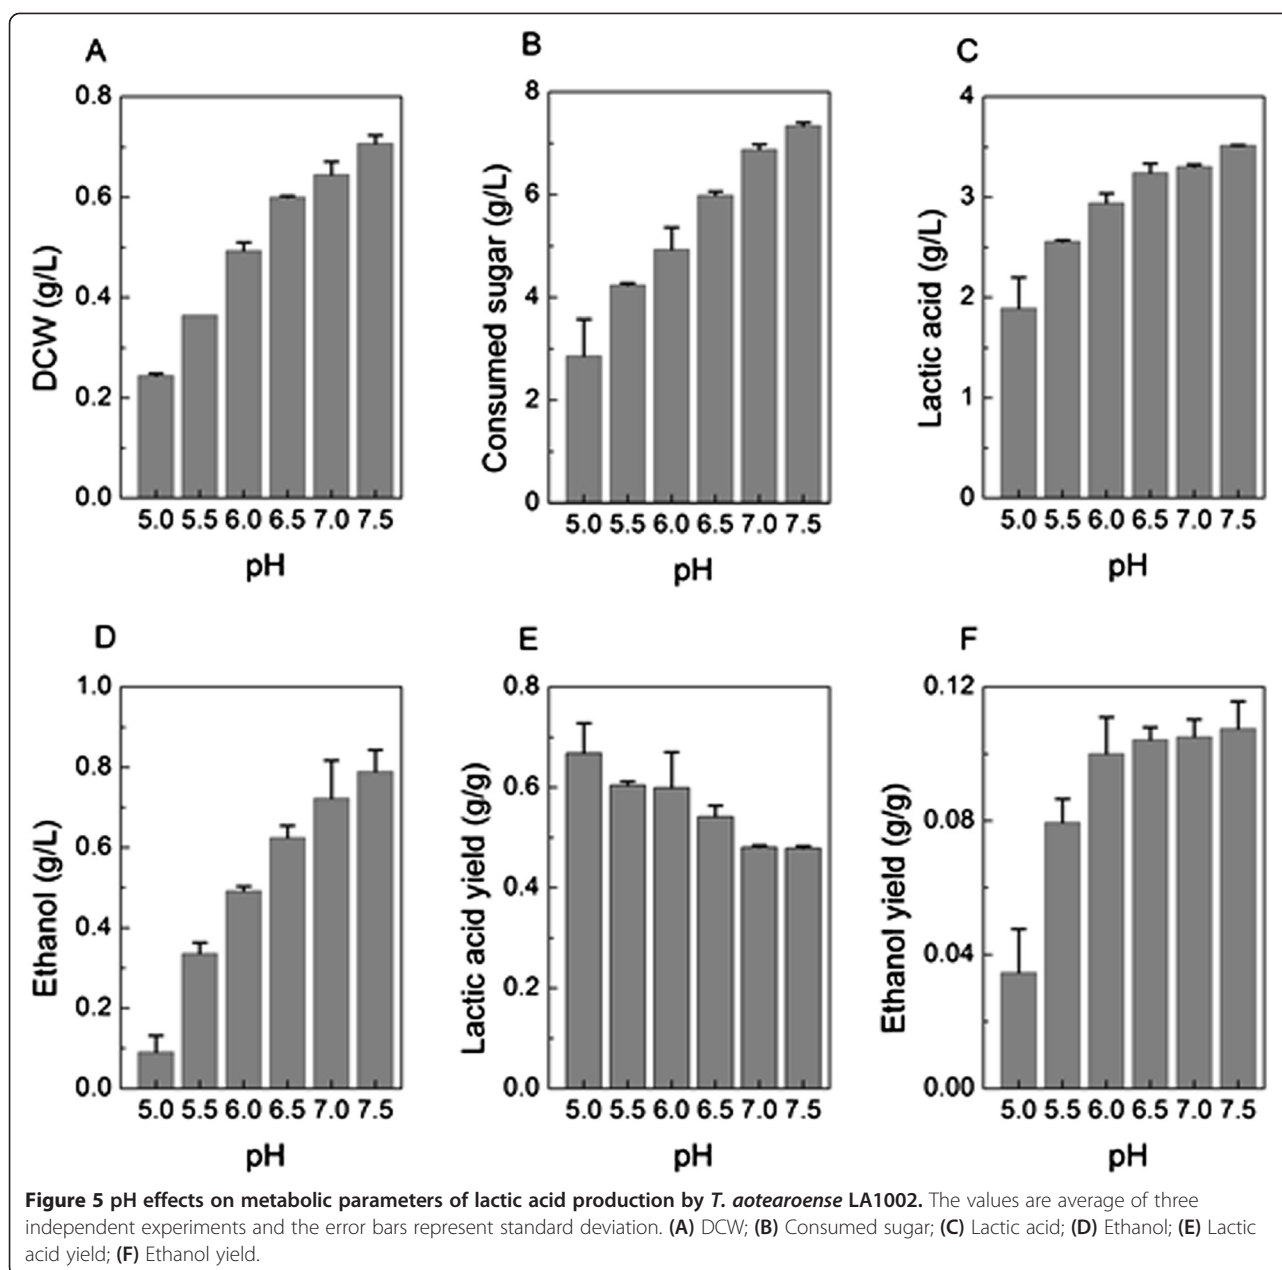 A
B
C
0.8
0.6
0.4
0.2
0.0
DCW (g/L)
5.0 5.5 6.0 6.5 7.0 7.5
pH
8
6
4
2
0
Consumed sugar (g/L)
5.0 5.5 6.0 6.5 7.0 7.5
pH
4
3
2
1
0
Lactic acid (g/L)
5.0 5.5 6.0 6.5 7.0 7.5
pH
D
E
F
1.0
0.8
0.6
0.4
0.2
0.0
Ethanol (g/L)
5.0 5.5 6.0 6.5 7.0 7.5
pH
0.8
0.6
0.4
0.2
0.0
Lactic acid yield (g/g)
5.0 5.5 6.0 6.5 7.0 7.5
pH
0.12
0.08
0.04
0.00
Ethanol yield (g/g)
5.0 5.5 6.0 6.5 7.0 7.5
pH
Figure 5 pH effects on metabolic parameters of lactic acid production by T. aotearoense LA1002. The values are average of three
independent experiments and the error bars represent standard deviation. (A) DCW; (B) Consumed sugar; (C) Lactic acid; (D) Ethanol; (E) Lactic
acid yield; (F) Ethanol yield.